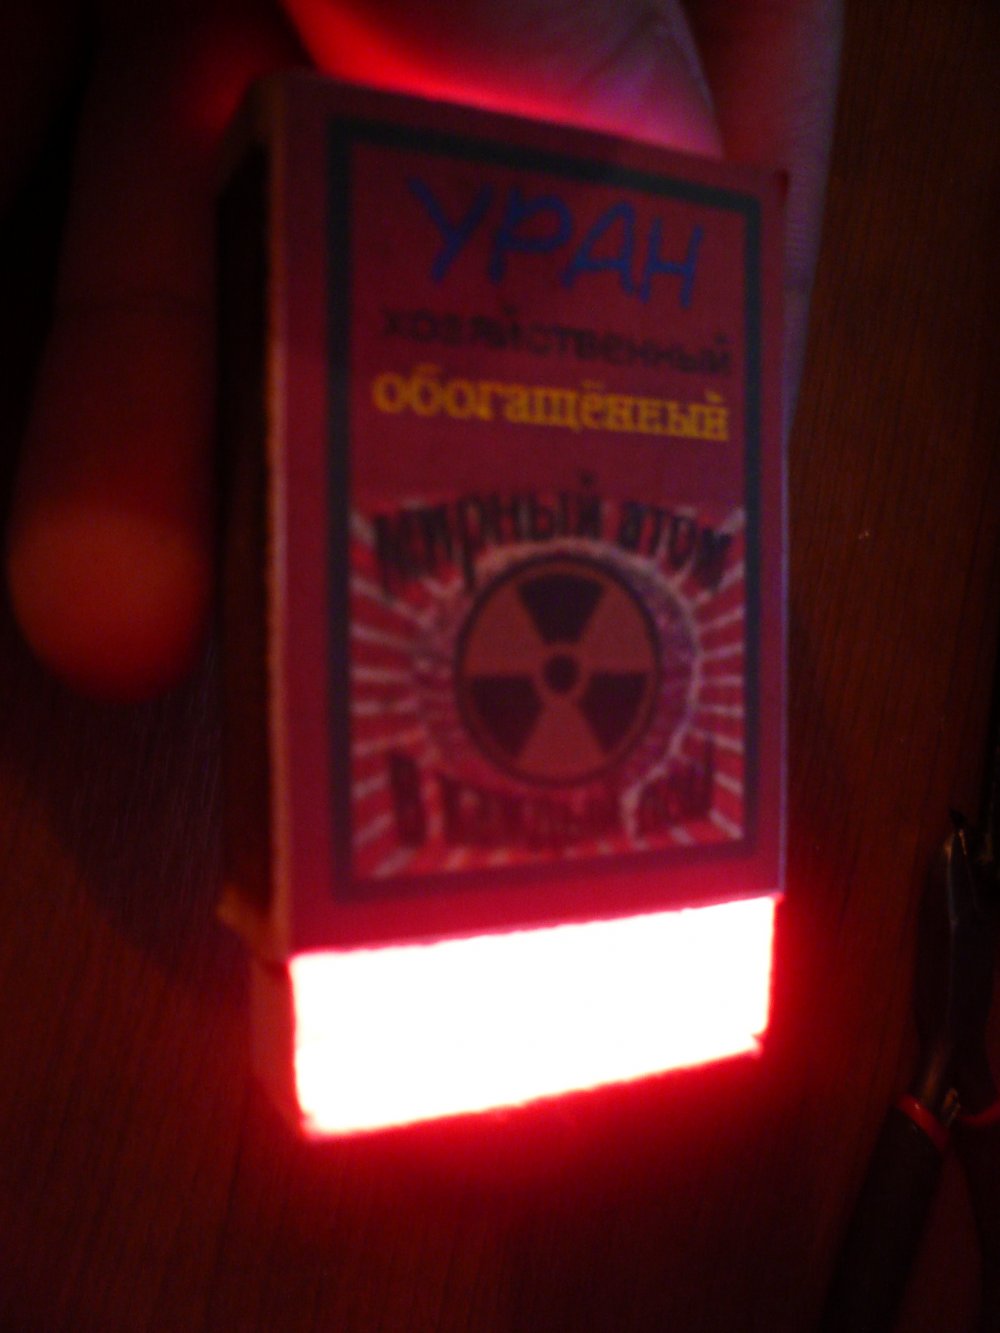 УРАН
хозяйственный
обогащённый
мирный атом
в каждый дом